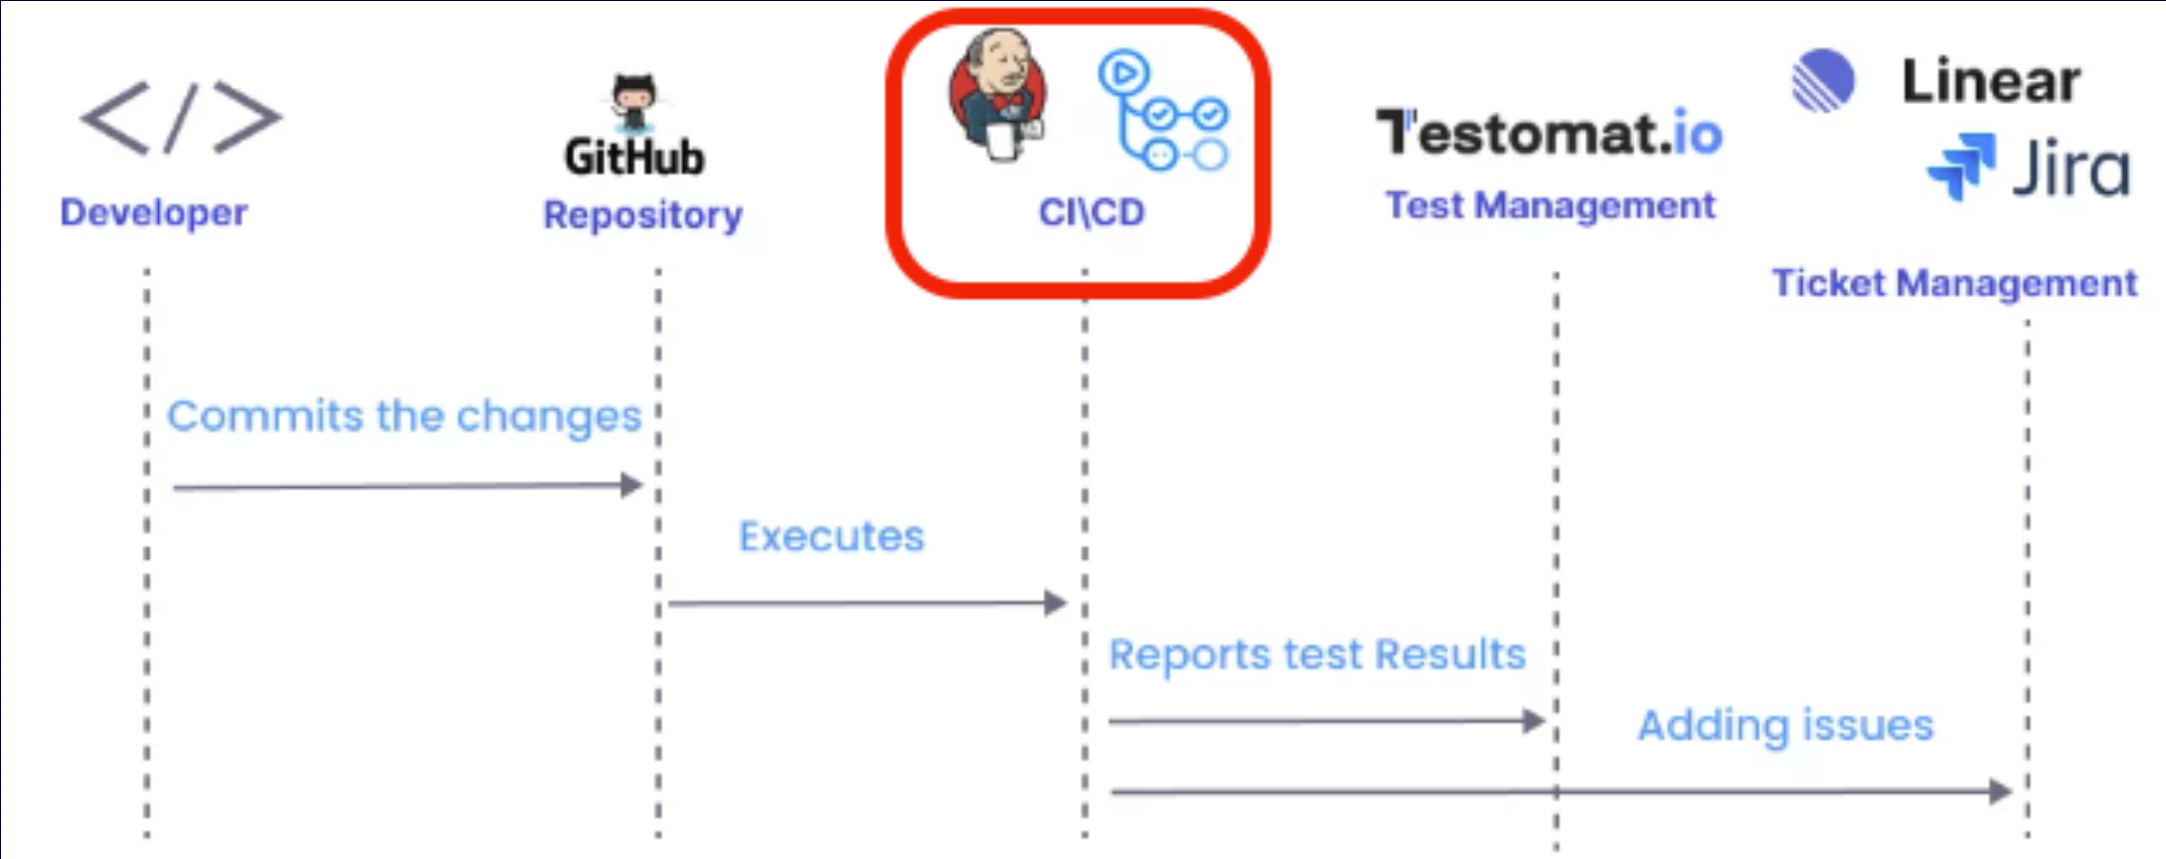 </>
Developer
GitHub
Repository
CI\CD
Testomat.io
Test Management
Linear
Jira
Ticket Management
Commits the changes
Executes
Reports test Results
Adding issues